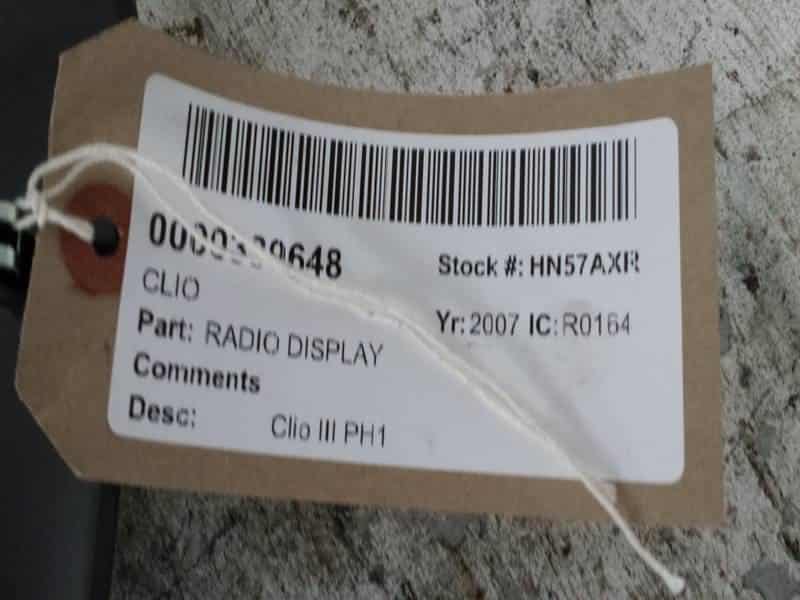 Stock #: HN57AXR
CLIO
Yr: 2007 IC: R0164
Part: RADIO DISPLAY
Comments
Desc: Clio III PH1